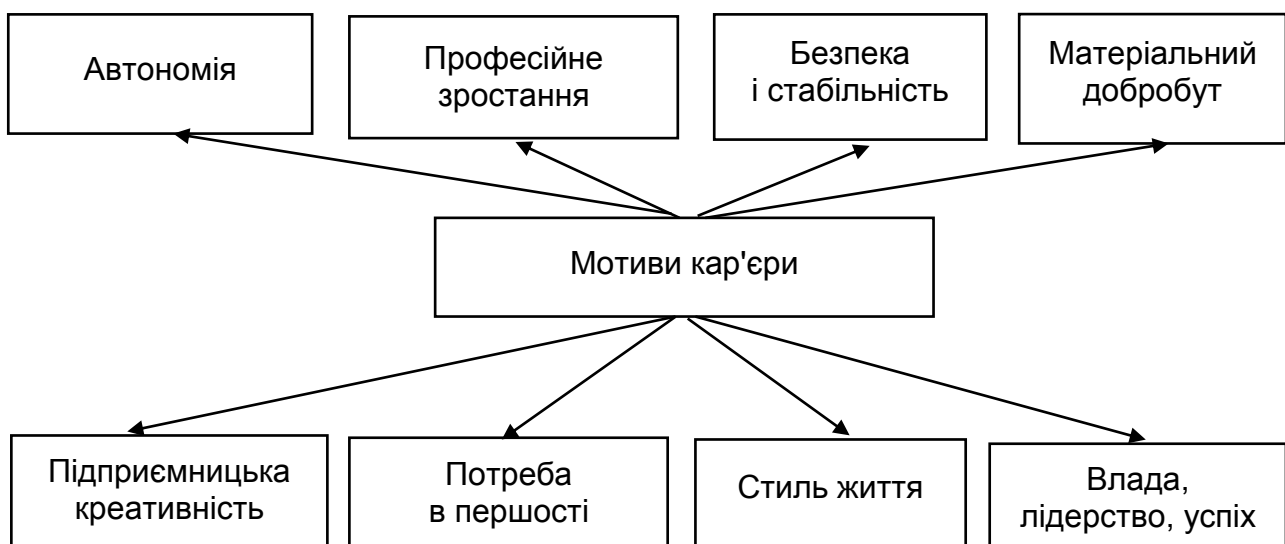 Автономія
Професійне
зростання
Безпека
і стабільність
Матеріальний
добробут
Мотиви кар'єри
Підприємницька
креативність
Потреба
в першості
Стиль життя
Влада,
лідерство, успіх